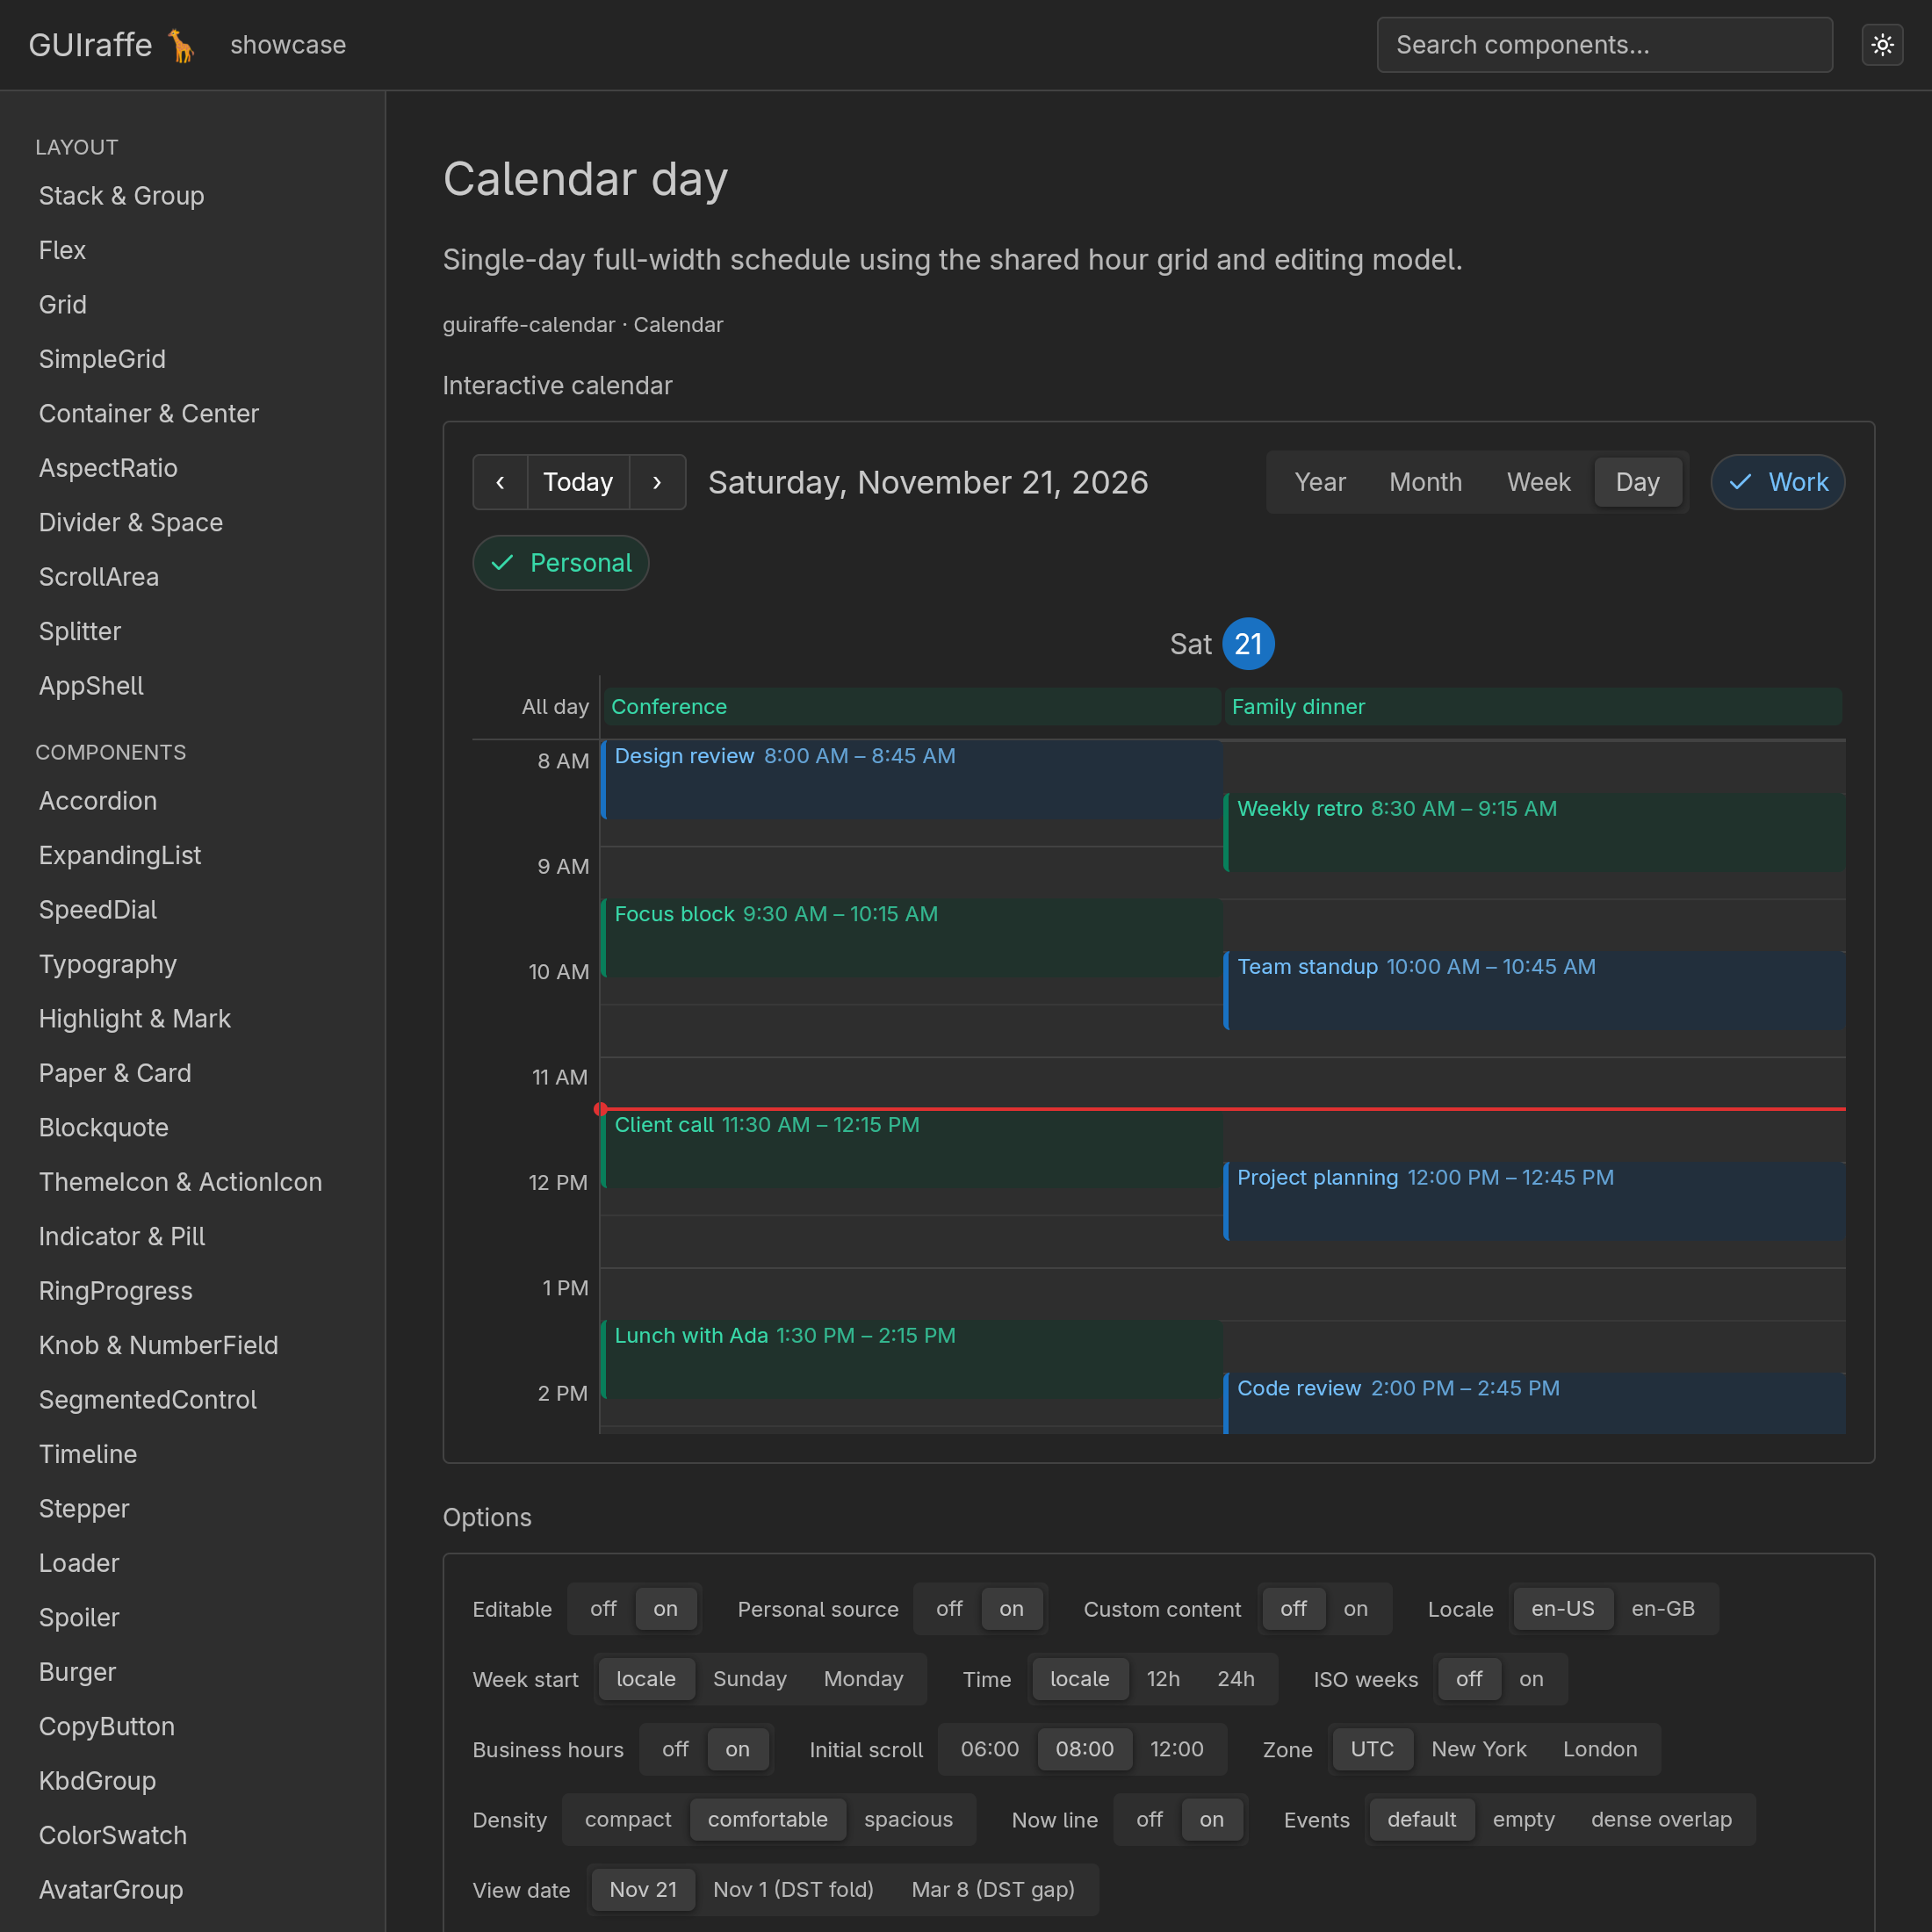 GUIraffe showcase
Search components...
LAYOUT
Stack & Group
Flex
Grid
SimpleGrid
Container & Center
AspectRatio
Divider & Space
ScrollArea
Splitter
AppShell
COMPONENTS
Accordion
ExpandingList
SpeedDial
Typography
Highlight & Mark
Paper & Card
Blockquote
ThemeIcon & ActionIcon
Indicator & Pill
RingProgress
Knob & NumberField
SegmentedControl
Timeline
Stepper
Loader
Spoiler
Burger
CopyButton
KbdGroup
ColorSwatch
AvatarGroup
Calendar day
Single-day full-width schedule using the shared hour grid and editing model.
guiraffe-calendar · Calendar
Interactive calendar
‹ Today › Saturday, November 21, 2026 Year Month Week Day Work
Personal
Sat 21
All day Conference Family dinner
8 AM Design review 8:00 AM – 8:45 AM
Weekly retro 8:30 AM – 9:15 AM
9 AM
Focus block 9:30 AM – 10:15 AM
10 AM Team standup 10:00 AM – 10:45 AM
11 AM
Client call 11:30 AM – 12:15 PM
12 PM Project planning 12:00 PM – 12:45 PM
1 PM
Lunch with Ada 1:30 PM – 2:15 PM
2 PM Code review 2:00 PM – 2:45 PM
Options
Editable off on Personal source off on Custom content off on Locale en-US en-GB
Week start locale Sunday Monday Time locale 12h 24h ISO weeks off on
Business hours off on Initial scroll 06:00 08:00 12:00 Zone UTC New York London
Density compact comfortable spacious Now line off on Events default empty dense overlap
View date Nov 21 Nov 1 (DST fold) Mar 8 (DST gap)